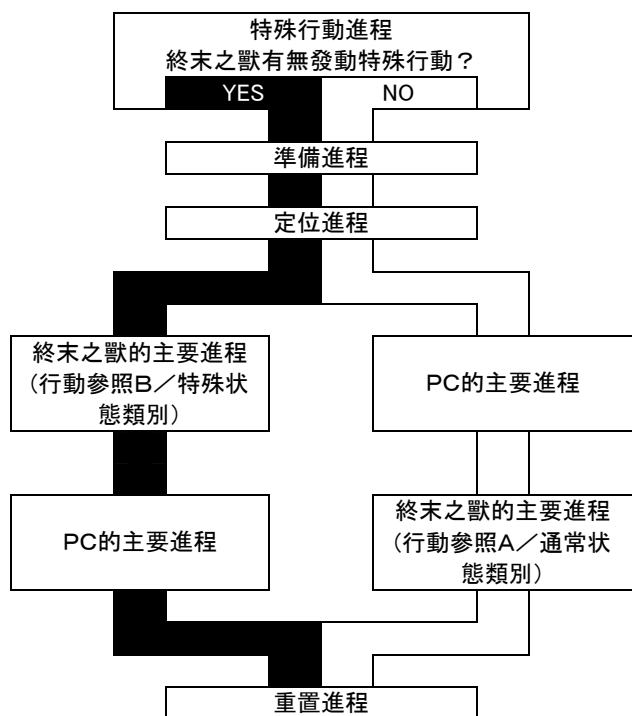 特殊行動進程
終末之獸有無發動特殊行動？
YES
NO
準備進程
定位進程
終末之獸的主要進程
（行動參照Ｂ／特殊状
態類別）
PC的主要進程
PC的主要進程
終末之獸的主要進程
（行動參照Ａ／通常状
態類別）
重置進程